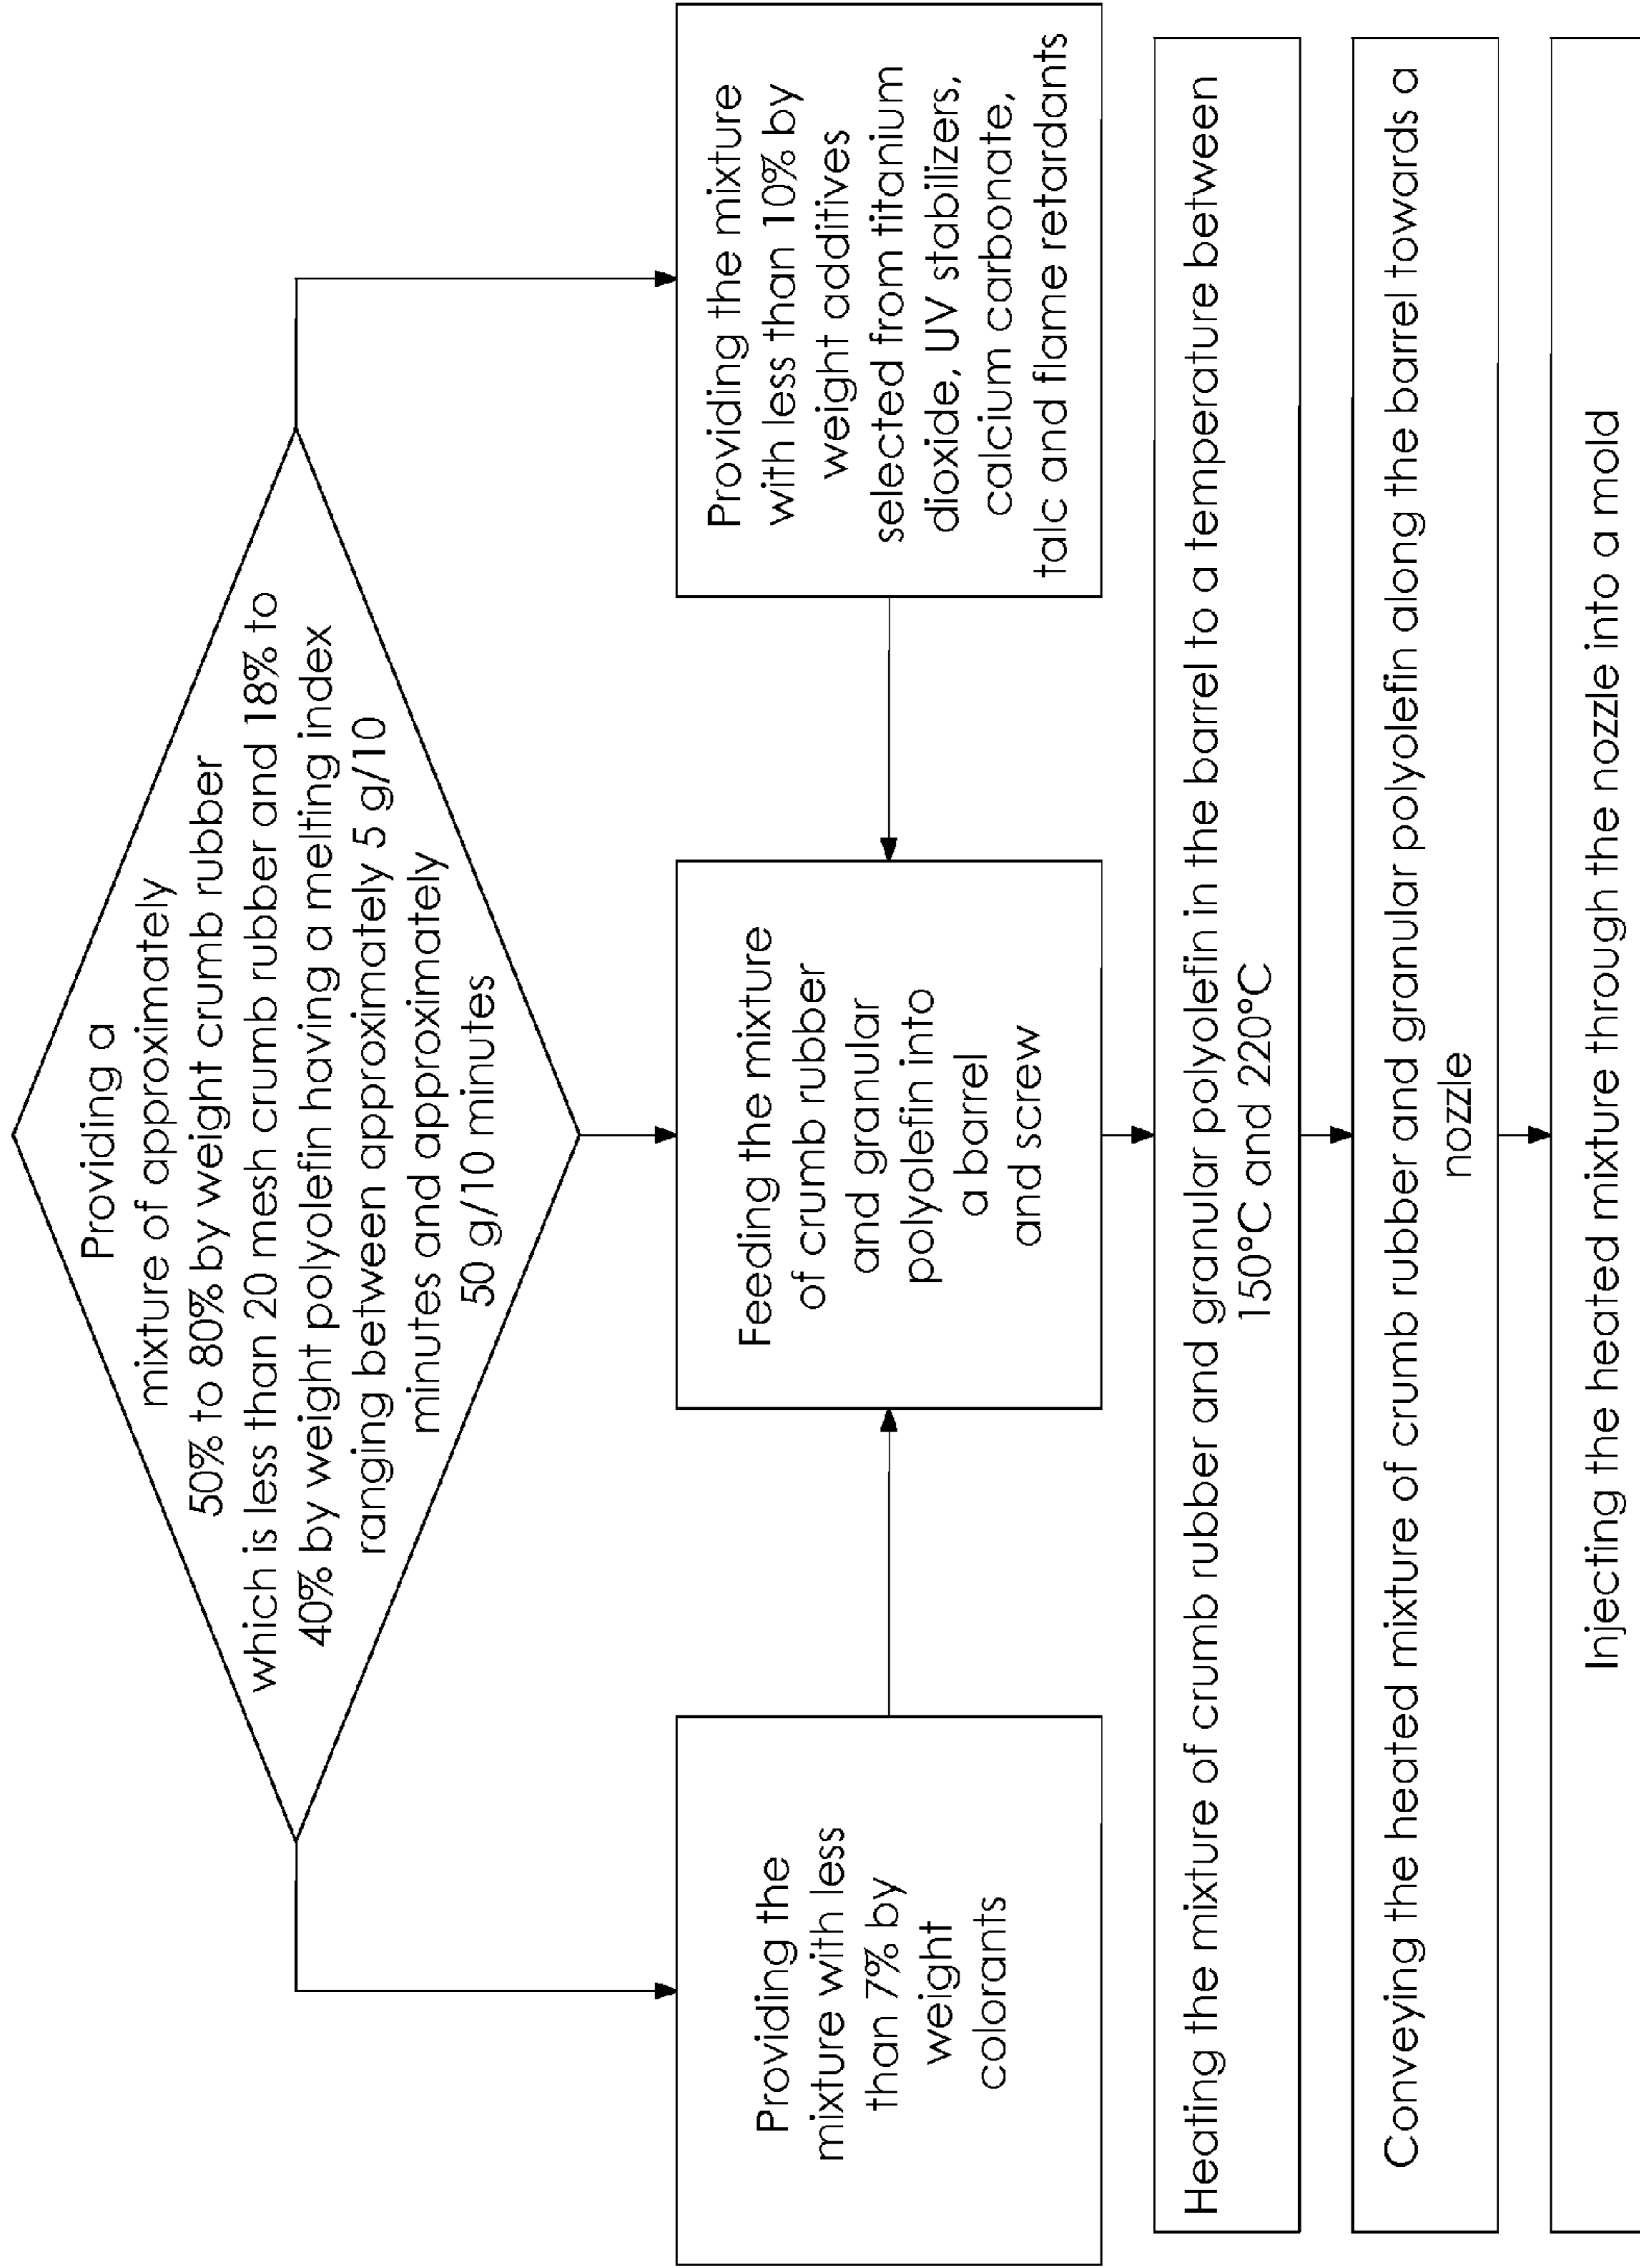 Providing a
mixture of approximately
50% to 80% by weight crumb rubber
which is less than 20 mesh crumb rubber and 18% to
40% by weight polyolefin having a melting index
ranging between approximately 5 g/10
minutes and approximately
50 g/10 minutes
Providing the
mixture with less
than 7% by
weight
colorants
Feeding the mixture
of crumb rubber
and granular
polyolefin into
a barrel
and screw
Providing the mixture
with less than 10% by
weight additives
selected from titanium
dioxide, UV stabilizers,
calcium carbonate,
talc and flame retardants
Heating the mixture of crumb rubber and granular polyolefin in the barrel to a temperature between
150°C and 220°C
Conveying the heated mixture of crumb rubber and granular polyolefin along the barrel towards a
nozzle
Injecting the heated mixture through the nozzle into a mold